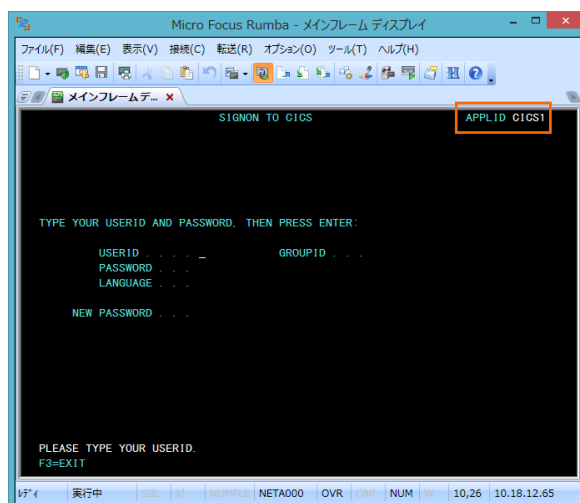 Micro Focus Rumba - メインフレーム ディスプレイ
ファイル(F) 編集(E) 表示(V) 接続(C) 転送(R) オプション(O) ツール(T) ヘルプ(H)
メインフレームデ...
SIGNON TO CICS APPLID CICS1
TYPE YOUR USERID AND PASSWORD, THEN PRESS ENTER:
USERID . . . . _ GROUPID . . .
PASSWORD . . .
LANGUAGE . . .
NEW PASSWORD . . .
PLEASE TYPE YOUR USERID.
F3=EXIT
ﾚﾃﾞｨ 実行中 SSL NUMFLD NETA000 OVR CAP NUM W 10,26 10.18.12.65